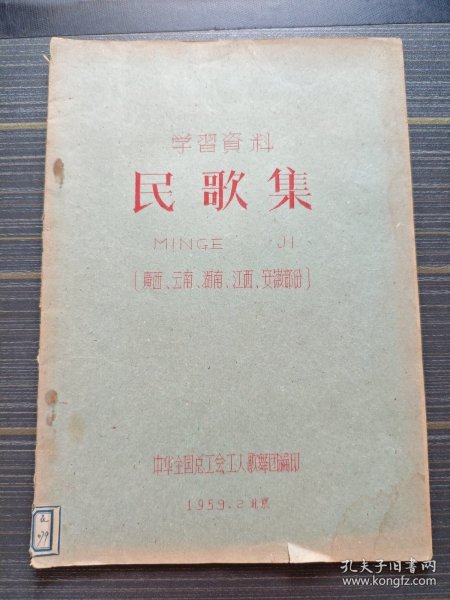 学習資料
民歌集
MINGE JI
[廣西、云南、湖南、江西、安徽部份]
中华全国总工会工人歌舞团编印
1959.2北京
a
079
孔夫子旧书网
www.kongfz.com